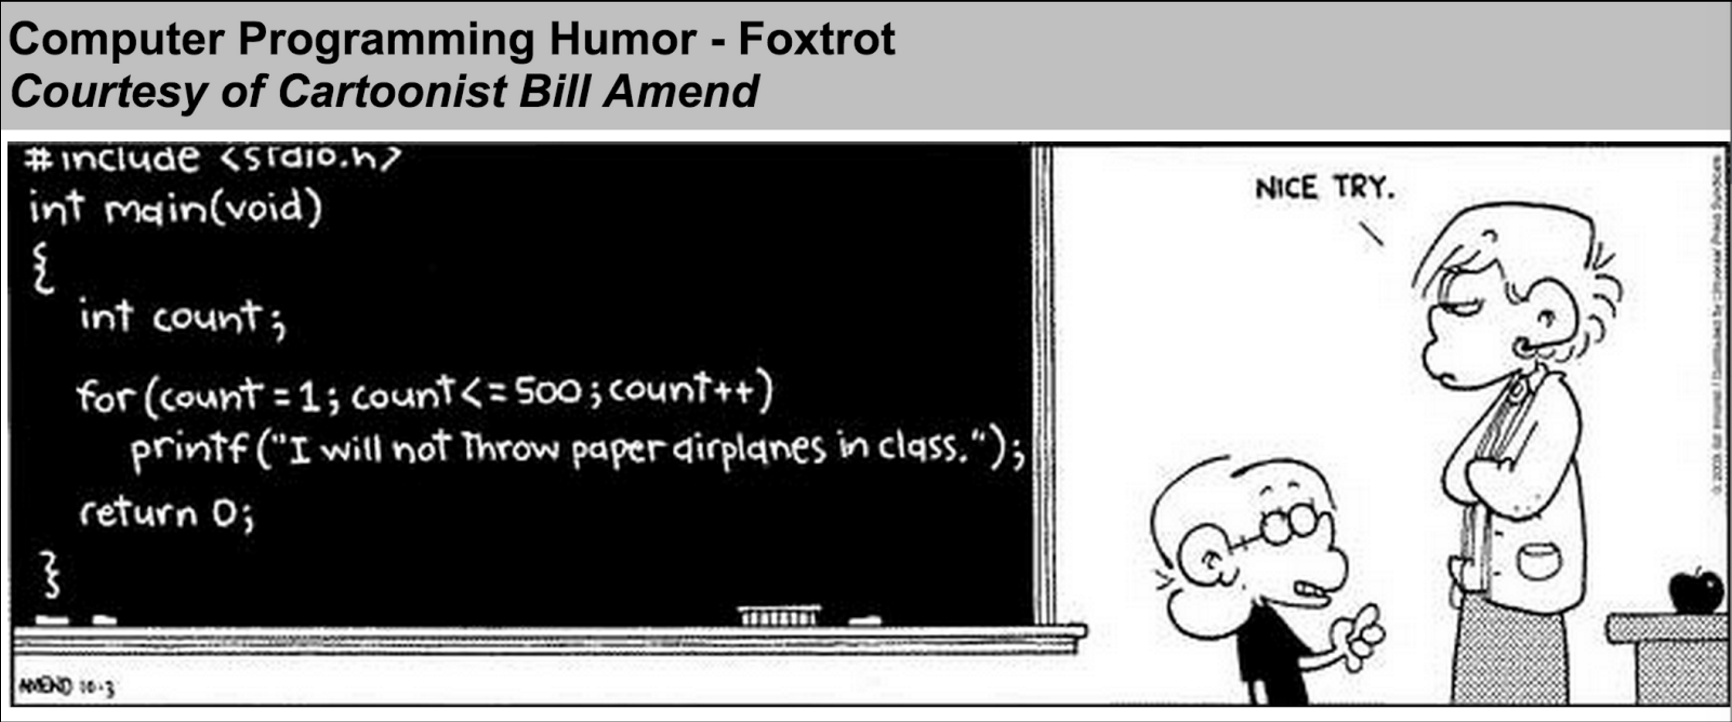 Computer Programming Humor - Foxtrot
Courtesy of Cartoonist Bill Amend
#include <stdio.h>
int main(void)
{
int count;
for (count = 1; count <= 500; count++)
printf ("I will not throw paper airplanes in class.");
return 0;
}
AMEND 10-3
NICE TRY.